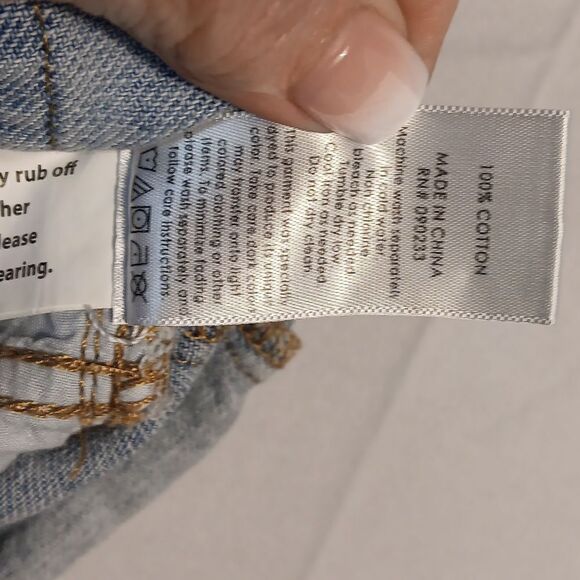 100% COTTON
MADE IN CHINA
RN# 090233
Machine wash separately
in cold water
Non-chlorine
bleach as needed
Tumble dry low
Cool iron as needed
Do not dry clean
This garment was specially
dyed to produce its unique
color. Take care, dark colors
may transfer onto light
colored clothing or other
items. To minimize fading
please wash separately and
follow care instructions.
y rub off
her
lease
earing.